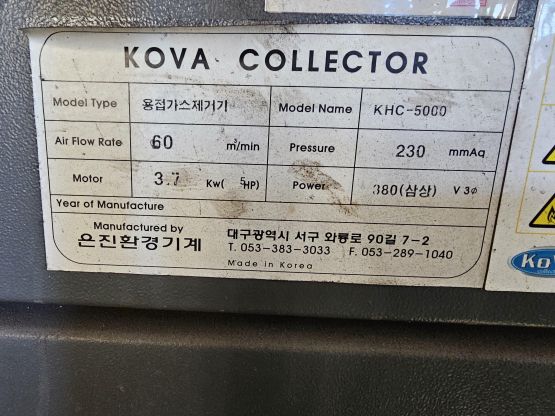 KOVA COLLECTOR
Model Type 용접가스제거기 Model Name KHC-5000
Air Flow Rate 60 ㎥/min Pressure 230 mmAq
Motor 3.7 Kw( 5HP) Power 380(삼상) V 3ø
Year of Manufacture
Manufactured by
은진환경기계
대구광역시 서구 와룡로 90길 7-2
T. 053-383-3033 F. 053-289-1040
Made in Korea